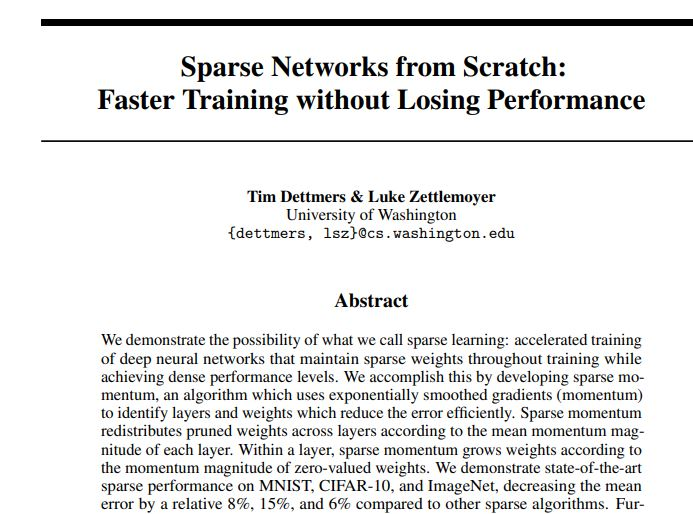 Sparse Networks from Scratch:
Faster Training without Losing Performance
Tim Dettmers & Luke Zettlemoyer
University of Washington
{dettmers, lsz}@cs.washington.edu
Abstract
We demonstrate the possibility of what we call sparse learning: accelerated training
of deep neural networks that maintain sparse weights throughout training while
achieving dense performance levels. We accomplish this by developing sparse mo-
mentum, an algorithm which uses exponentially smoothed gradients (momentum)
to identify layers and weights which reduce the error efficiently. Sparse momentum
redistributes pruned weights across layers according to the mean momentum mag-
nitude of each layer. Within a layer, sparse momentum grows weights according to
the momentum magnitude of zero-valued weights. We demonstrate state-of-the-art
sparse performance on MNIST, CIFAR-10, and ImageNet, decreasing the mean
error by a relative 8%, 15%, and 6% compared to other sparse algorithms. Fur-